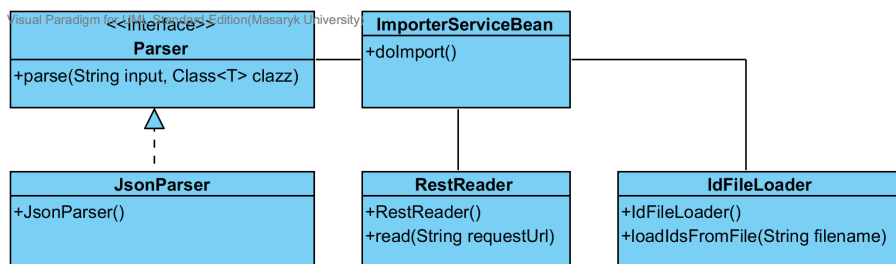 Visual Paradigm for UML Standard Edition(Masaryk University)
<<Interface>>
Parser
+parse(String input, Class<T> clazz)
ImporterServiceBean
+doImport()
JsonParser
+JsonParser()
RestReader
+RestReader()
+read(String requestUrl)
IdFileLoader
+IdFileLoader()
+loadIdsFromFile(String filename)